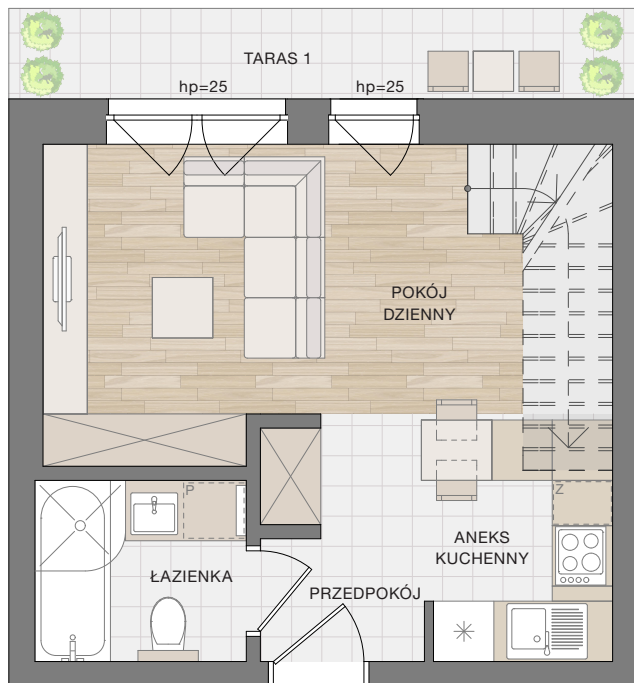 TARAS 1
hp=25
hp=25
POKÓJ
DZIENNY
P
Z
ANEKS
KUCHENNY
ŁAZIENKA
PRZEDPOKÓJ